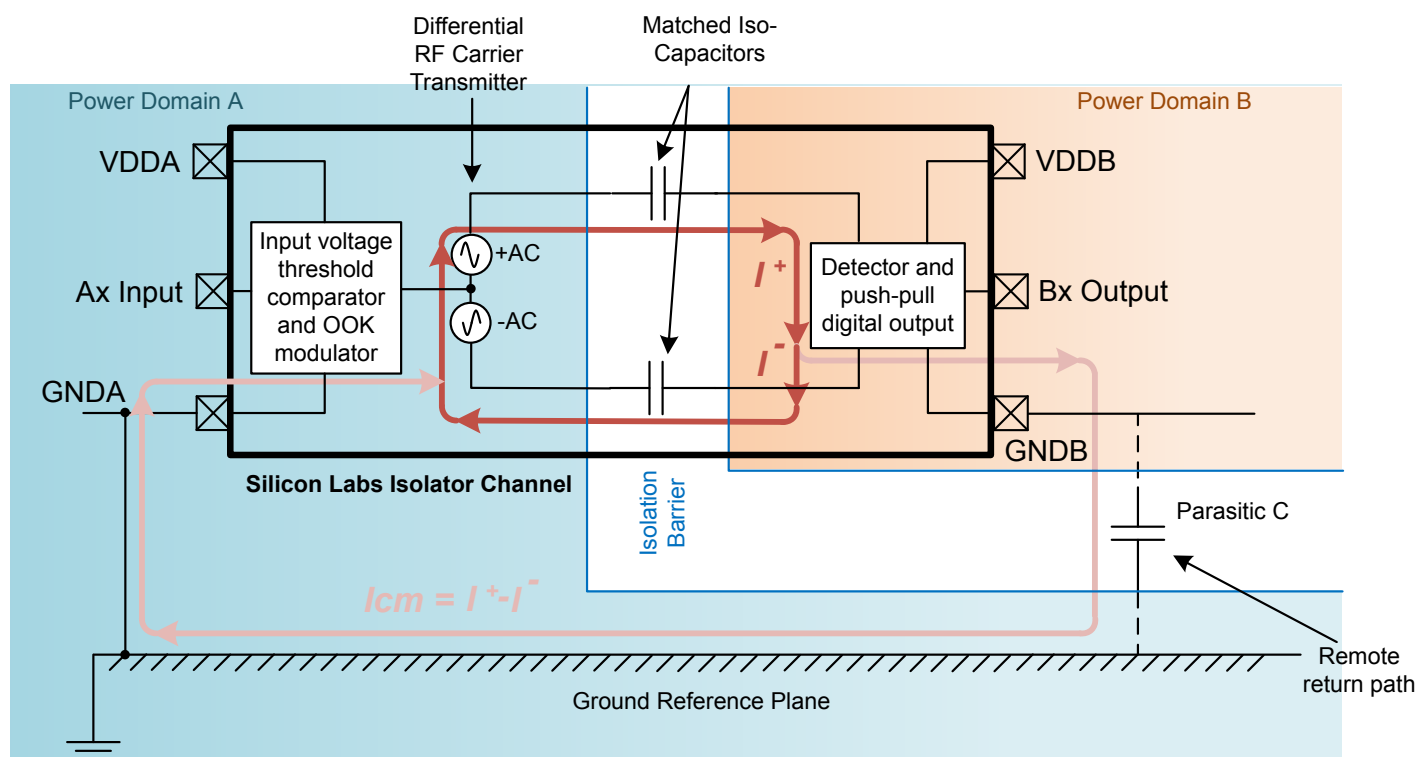 Differential
RF Carrier
Transmitter
Matched Iso-
Capacitors
Power Domain A
Power Domain B
VDDA
VDDB
Input voltage
threshold
comparator
and OOK
modulator
+AC
-AC
I +
I -
Detector and
push-pull
digital output
Ax Input
Bx Output
GNDA
GNDB
Silicon Labs Isolator Channel
Isolation
Barrier
Parasitic C
Icm = I +-I -
Remote
return path
Ground Reference Plane